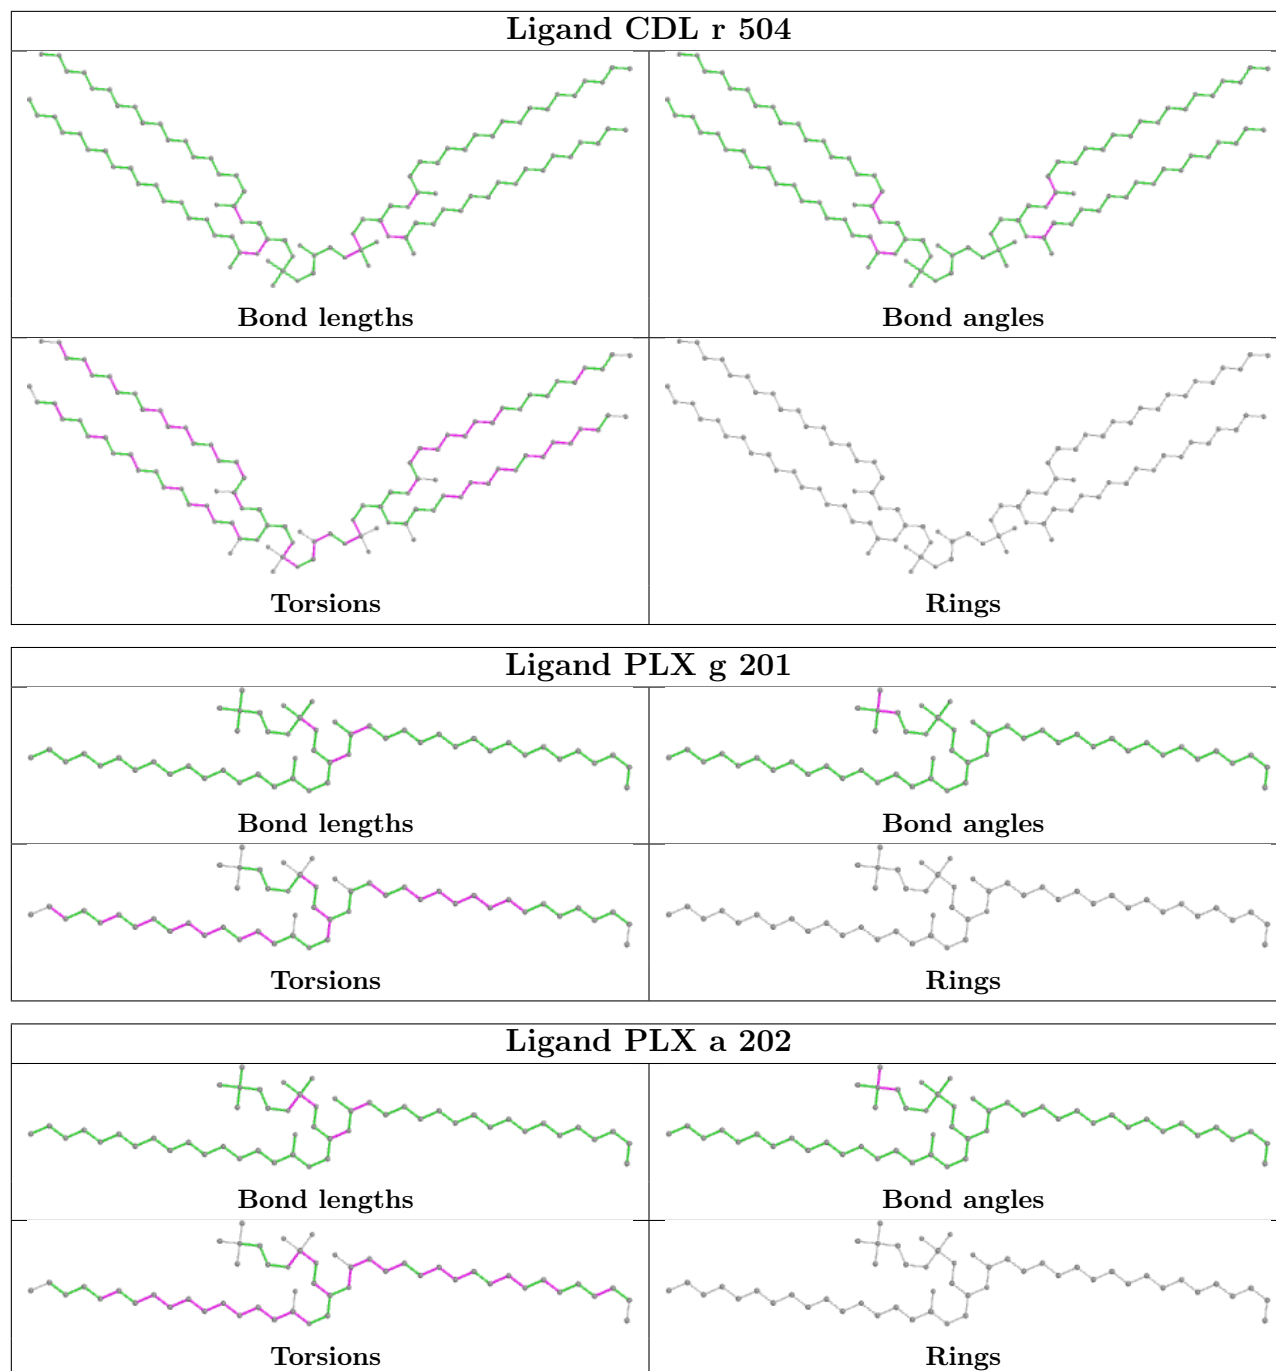 Ligand CDL r 504
Bond lengths
Bond angles
Torsions
Rings
Ligand PLX g 201
Bond lengths
Bond angles
Torsions
Rings
Ligand PLX a 202
Bond lengths
Bond angles
Torsions
Rings